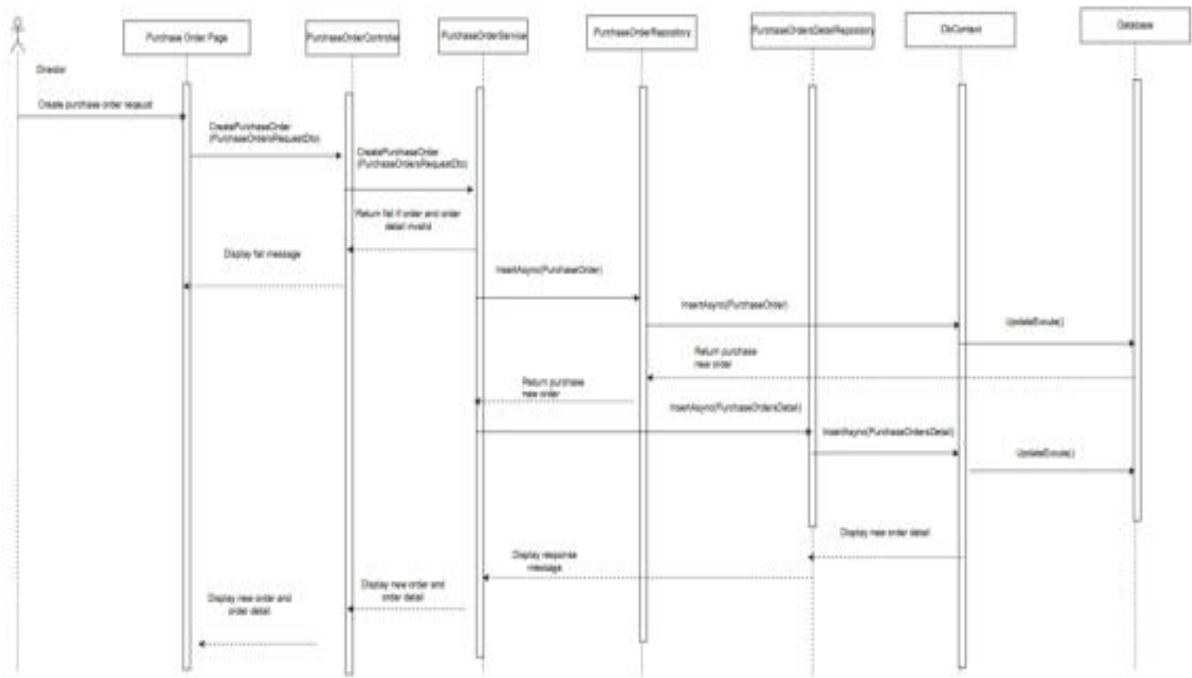 Purchase Order Page
PurchaseOrderController
PurchaseOrderService
PurchaseOrderRepository
PurchaseOrdersDetailRepository
DbContext
Database
Director
Create purchase order request
CreatePurchaseOrder
(PurchaseOrdersRequestDto)
CreatePurchaseOrder
(PurchaseOrdersRequestDto)
Return fail if order and order
detail invalid
Display fail message
InsertAsync(PurchaseOrder)
InsertAsync(PurchaseOrder)
UpdateExcute()
Return purchase
new order
Return purchase
new order
InsertAsync(PurchaseOrdersDetail)
InsertAsync(PurchaseOrdersDetail)
UpdateExcute()
Display new order detail
Display response
message
Display new order and
order detail
Display new order and
order detail